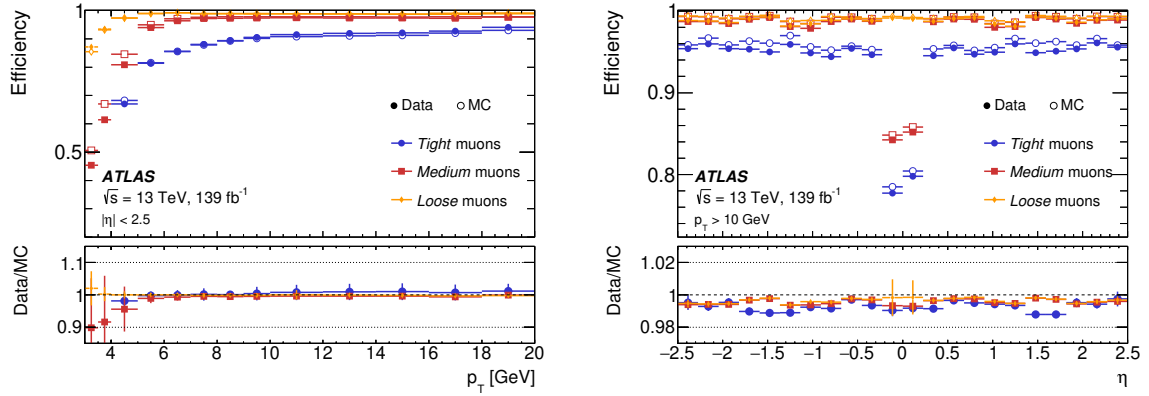 Efficiency
1
0.5
Data MC
Tight muons
Medium muons
Loose muons
ATLAS
√s = 13 TeV, 139 fb-1
|η| < 2.5
Data/MC
1.1
1
0.9
4 6 8 10 12 14 16 18 20
pT [GeV]
Efficiency
1
0.9
0.8
Data MC
Tight muons
Medium muons
Loose muons
ATLAS
√s = 13 TeV, 139 fb-1
pT > 10 GeV
Data/MC
1.02
1
0.98
−2.5 −2 −1.5 −1 −0.5 0 0.5 1 1.5 2 2.5
η